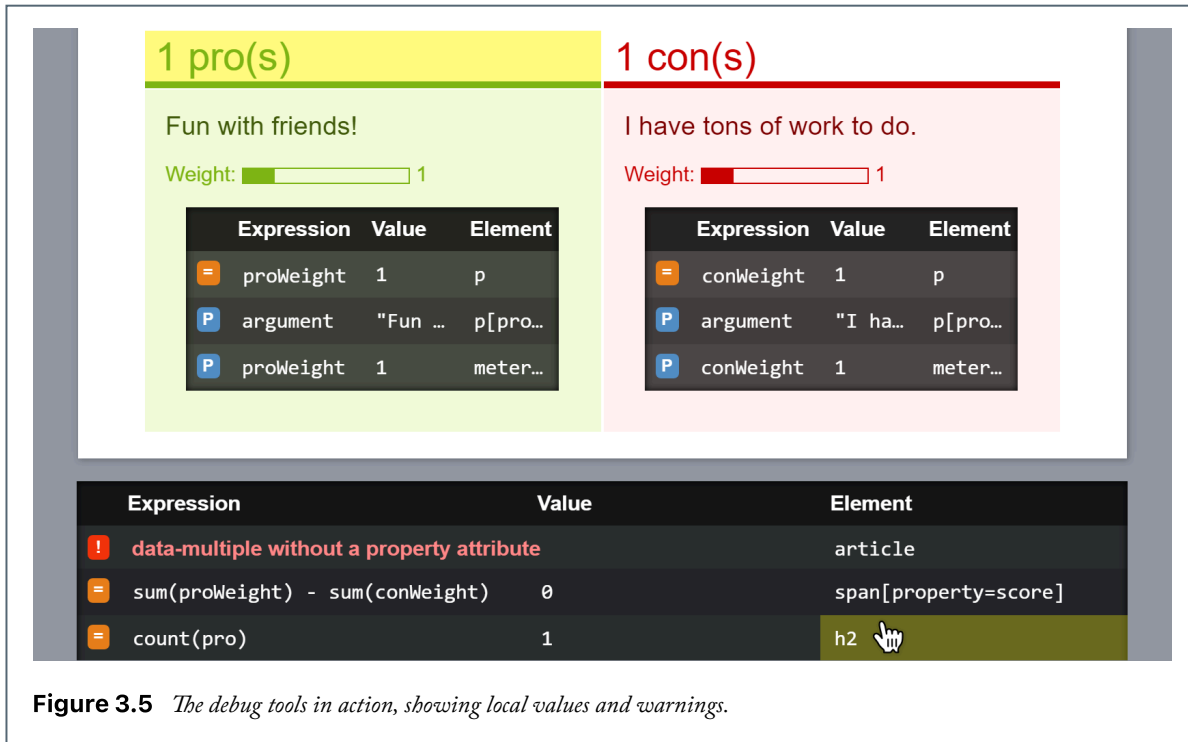 1 pro(s)
Fun with friends!
Weight: 1
Expression Value Element
= proWeight 1 p
P argument "Fun … p[pro…
P proWeight 1 meter…
1 con(s)
I have tons of work to do.
Weight: 1
Expression Value Element
= conWeight 1 p
P argument "I ha… p[pro…
P conWeight 1 meter…
Expression Value Element
! data-multiple without a property attribute article
= sum(proWeight) - sum(conWeight) 0 span[property=score]
= count(pro) 1 h2
Figure 3.5 The debug tools in action, showing local values and warnings.